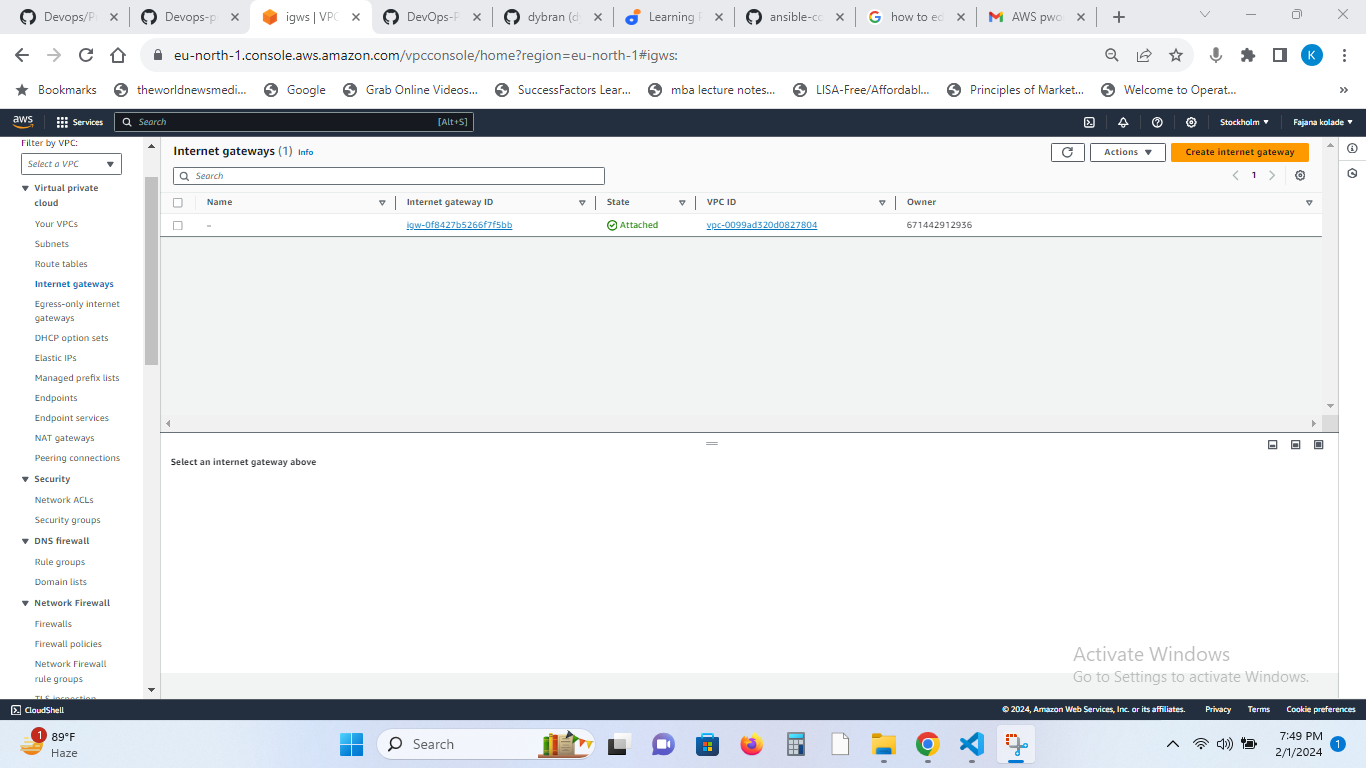 Devops/P
Devops-p
igws | VPC
DevOps-P
dybran (d
Learning
ansible-co
how to ed
AWS pwo
eu-north-1.console.aws.amazon.com/vpcconsole/home?region=eu-north-1#igws:
K
Bookmarks
theworldnewsmedi...
Google
Grab Online Videos...
SuccessFactors Lear...
mba lecture notes...
LISA-Free/Affordabl...
Principles of Market...
Welcome to Operat...
»
aws
Services
Search
[Alt+S]
Stockholm
Fajana kolade
Filter by VPC:
Select a VPC
Virtual private
cloud
Your VPCs
Subnets
Route tables
Internet gateways
Egress-only internet
gateways
DHCP option sets
Elastic IPs
Managed prefix lists
Endpoints
Endpoint services
NAT gateways
Peering connections
Security
Network ACLs
Security groups
DNS firewall
Rule groups
Domain lists
Network Firewall
Firewalls
Firewall policies
Network Firewall
rule groups
TLS inspection
Internet gateways (1) Info
Actions
Create internet gateway
Search
1
Name
Internet gateway ID
State
VPC ID
Owner
–
igw-0f8427b5266f7f5bb
Attached
vpc-0099ad320d0827804
671442912936
Select an internet gateway above
Activate Windows
Go to Settings to activate Windows.
CloudShell
© 2024, Amazon Web Services, Inc. or its affiliates.
Privacy
Terms
Cookie preferences
1
89°F
Haze
Search
7:49 PM
2/1/2024
1